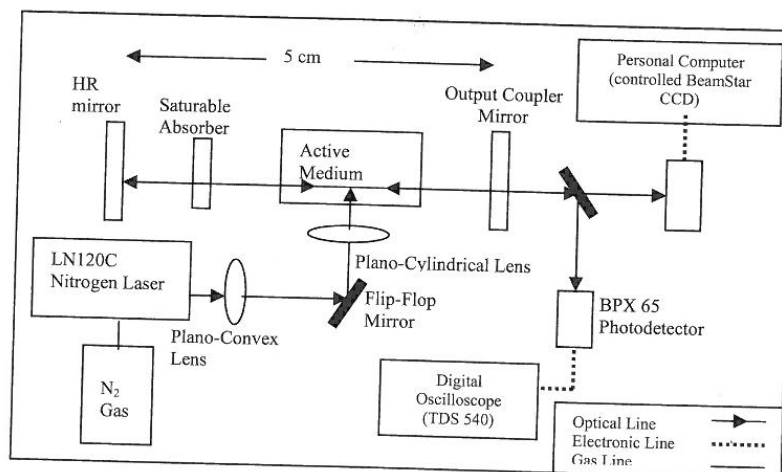 5 cm
Personal Computer
(controlled BeamStar
CCD)
HR
mirror
Saturable
Absorber
Output Coupler
Mirror
Active
Medium
LN120C
Nitrogen Laser
Plano-Cylindrical Lens
Flip-Flop
Mirror
Plano-Convex
Lens
BPX 65
Photodetector
N2
Gas
Digital
Oscilloscope
(TDS 540)
Optical Line
Electronic Line
Gas Line